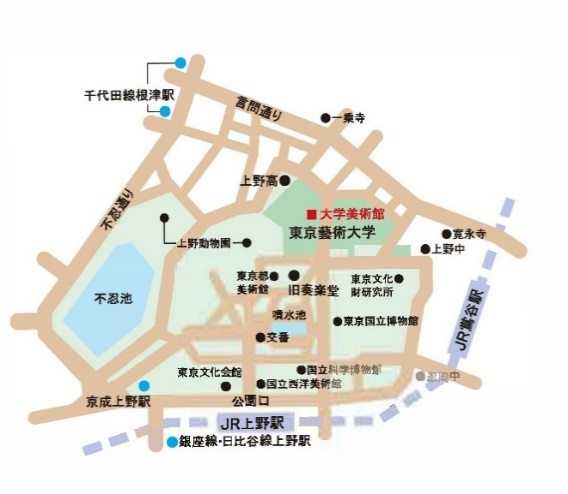 千代田線根津駅
言問通り
一乗寺
上野高
不忍通り
大学美術館
東京藝術大学
寛永寺
上野中
上野動物園
東京都
美術館
旧奏楽堂
東京文化
財研究所
不忍池
噴水池
東京国立博物館
JR鶯谷駅
交番
国立科学博物館
東京文化会館
国立西洋美術館
京成上野駅
公園口
JR上野駅
銀座線・日比谷線上野駅